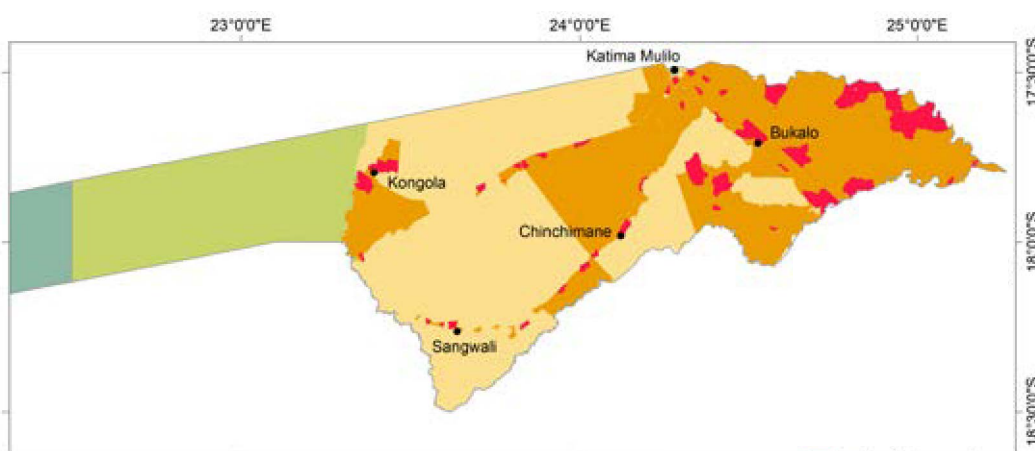 23°0'0"E
24°0'0"E
25°0'0"E
Katima Mulilo
17°30'0"S
Bukalo
Kongola
Chinchimane
18°0'0"S
Sangwali
18°30'0"S